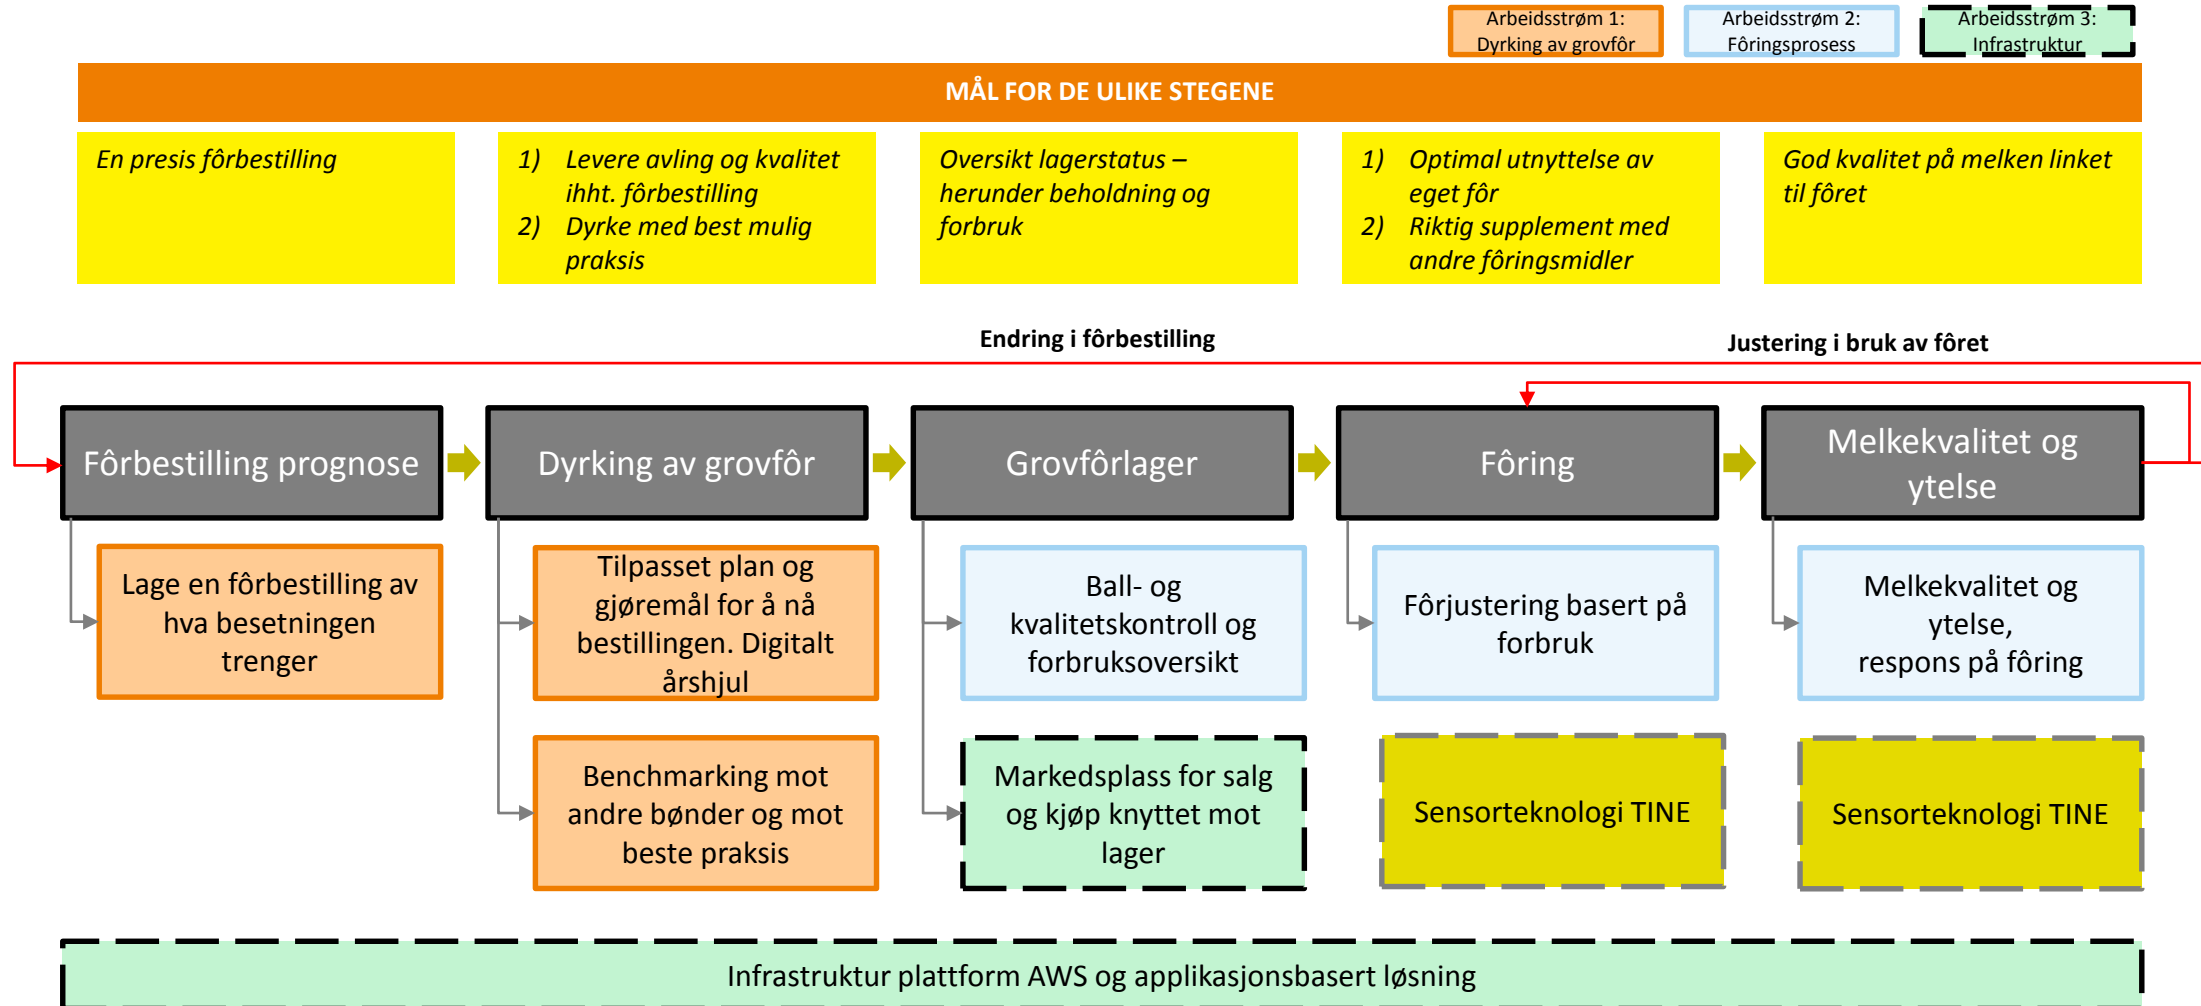 Arbeidsstrøm 1:
Dyrking av grovfôr
Arbeidsstrøm 2:
Fôringsprosess
Arbeidsstrøm 3:
Infrastruktur
MÅL FOR DE ULIKE STEGENE
En presis fôrbestilling
1) Levere avling og kvalitet
ihht. fôrbestilling
2) Dyrke med best mulig
praksis
Oversikt lagerstatus –
herunder beholdning og
forbruk
1) Optimal utnyttelse av
eget fôr
2) Riktig supplement med
andre fôringsmidler
God kvalitet på melken linket
til fôret
Endring i fôrbestilling
Justering i bruk av fôret
Fôrbestilling prognose
Dyrking av grovfôr
Grovfôrlager
Fôring
Melkekvalitet og
ytelse
Lage en fôrbestilling av
hva besetningen
trenger
Tilpasset plan og
gjøremål for å nå
bestillingen. Digitalt
årshjul
Ball- og
kvalitetskontroll og
forbruksoversikt
Fôrjustering basert på
forbruk
Melkekvalitet og
ytelse,
respons på fôring
Benchmarking mot
andre bønder og mot
beste praksis
Markedsplass for salg
og kjøp knyttet mot
lager
Sensorteknologi TINE
Sensorteknologi TINE
Infrastruktur plattform AWS og applikasjonsbasert løsning